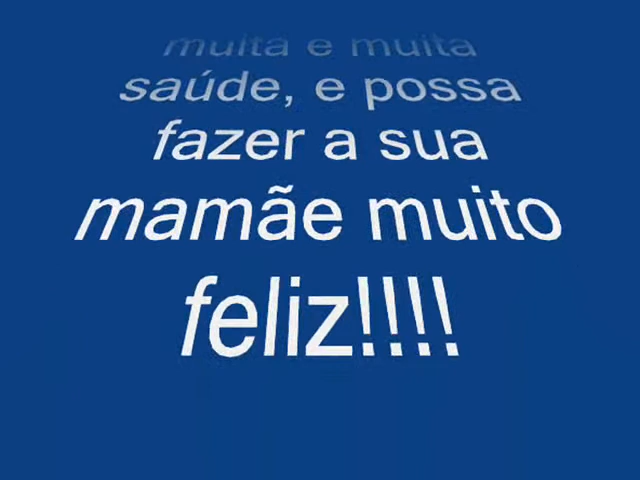 muita e muita
saúde, e possa
fazer a sua
mamãe muito
feliz!!!!